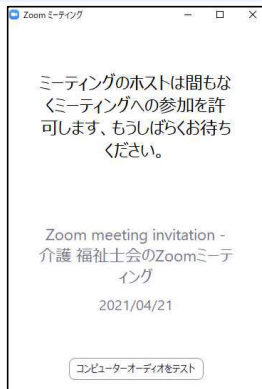 Zoom ミーティング
ミーティングのホストは間もな
くミーティングへの参加を許
可します、もうしばらくお待ち
ください。
Zoom meeting invitation -
介護 福祉士会のZoomミーテ
ィング
2021/04/21
コンピューターオーディオをテスト